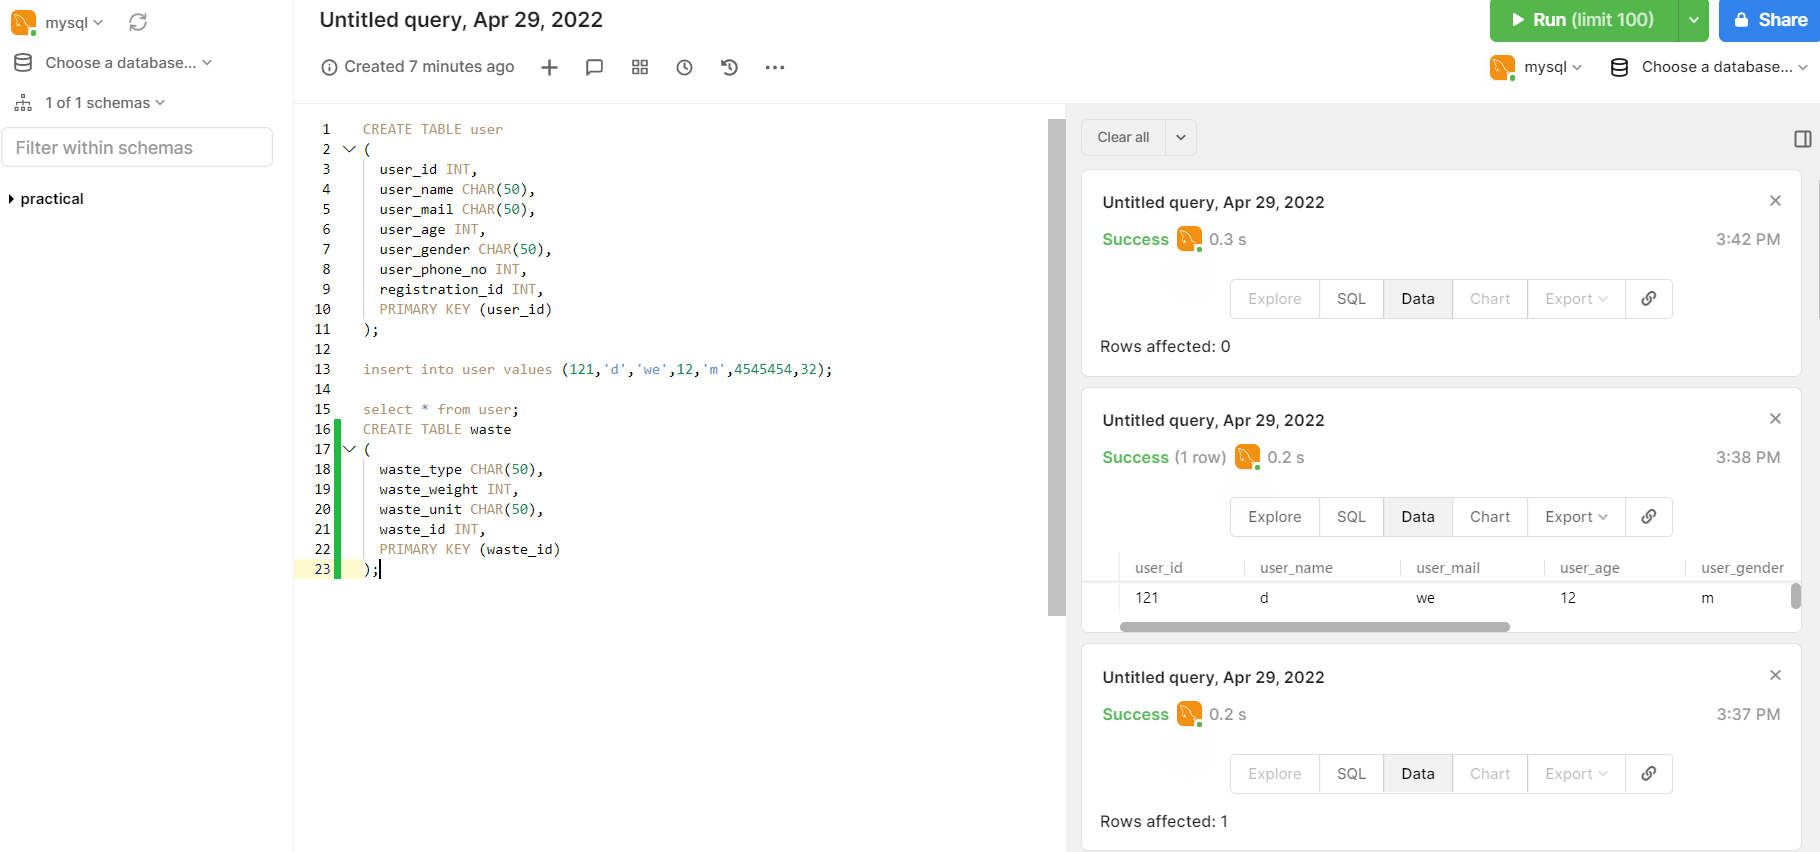 mysql
Choose a database...
1 of 1 schemas
Filter within schemas
practical
Untitled query, Apr 29, 2022
Created 7 minutes ago
Run (limit 100)
Share
mysql
Choose a database...
1 CREATE TABLE user
2 (
3 user_id INT,
4 user_name CHAR(50),
5 user_mail CHAR(50),
6 user_age INT,
7 user_gender CHAR(50),
8 user_phone_no INT,
9 registration_id INT,
10 PRIMARY KEY (user_id)
11 );
12
13 insert into user values (121,'d','we',12,'m',4545454,32);
14
15 select * from user;
16 CREATE TABLE waste
17 (
18 waste_type CHAR(50),
19 waste_weight INT,
20 waste_unit CHAR(50),
21 waste_id INT,
22 PRIMARY KEY (waste_id)
23 );
Clear all
Untitled query, Apr 29, 2022
Success 0.3 s 3:42 PM
Explore SQL Data Chart Export
Rows affected: 0
Untitled query, Apr 29, 2022
Success (1 row) 0.2 s 3:38 PM
Explore SQL Data Chart Export
user_id user_name user_mail user_age user_gender
121 d we 12 m
Untitled query, Apr 29, 2022
Success 0.2 s 3:37 PM
Explore SQL Data Chart Export
Rows affected: 1